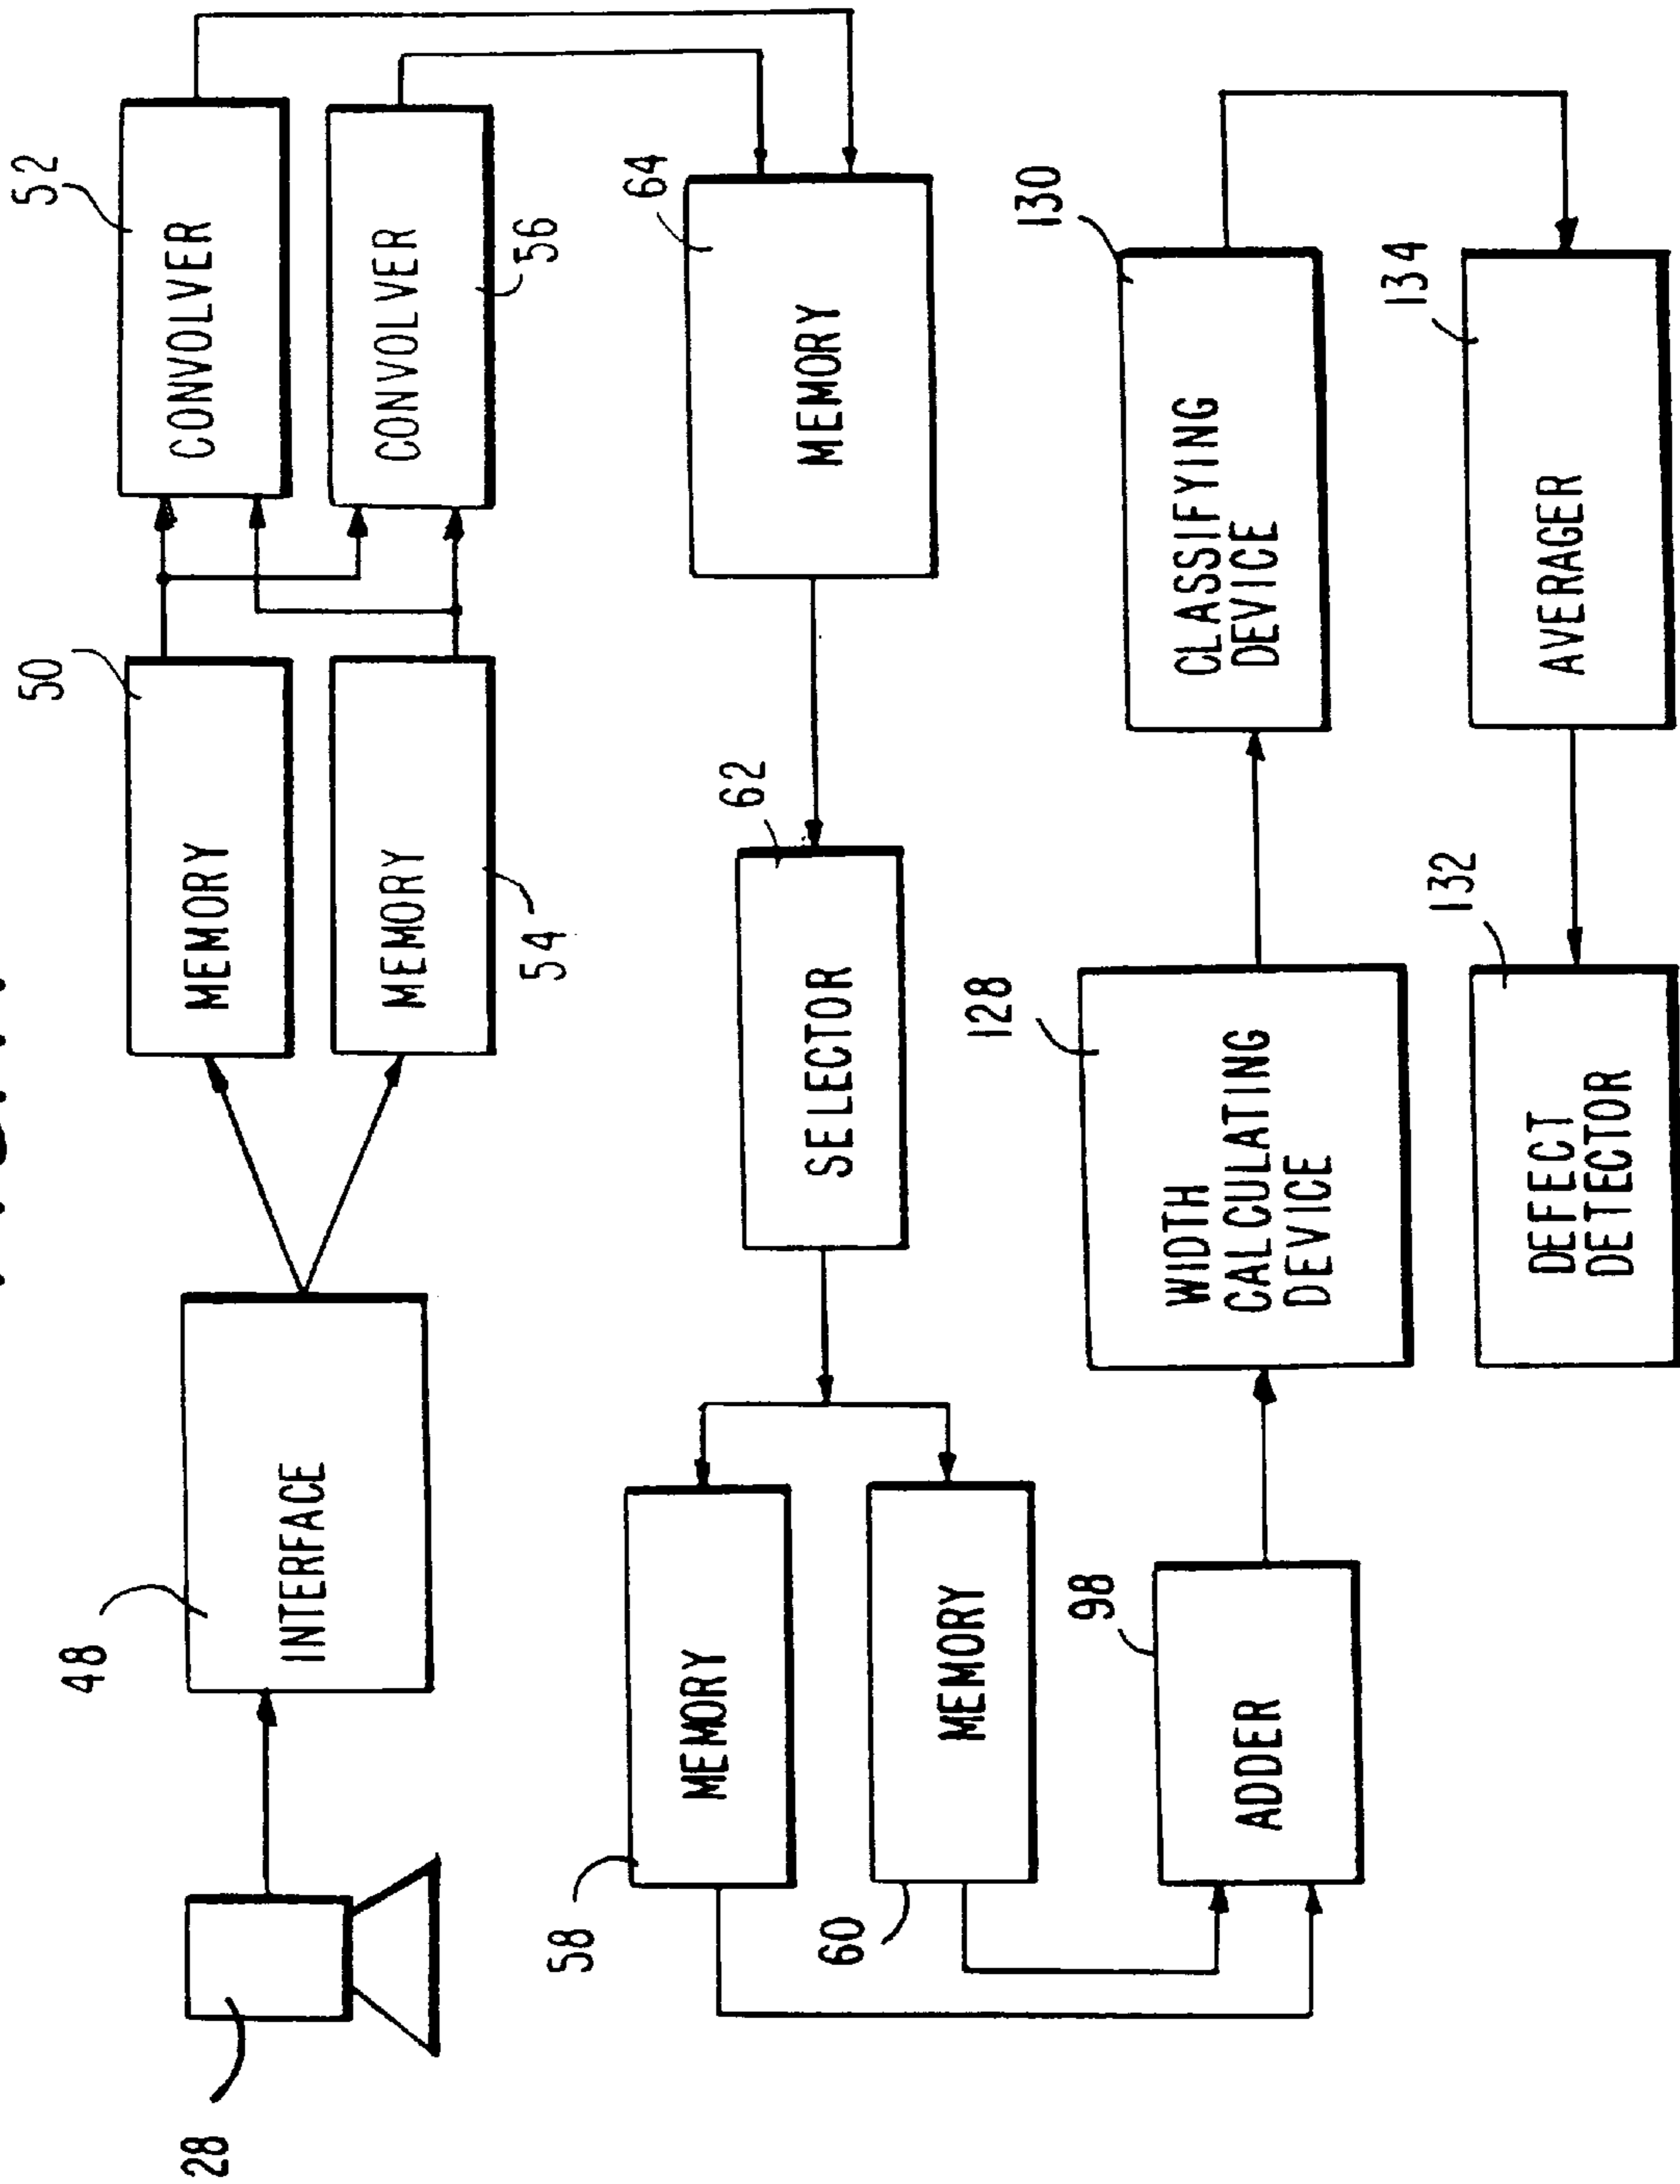 28
48
INTERFACE
50
MEMORY
MEMORY
54
52
CONVOLVER
CONVOLVER
56
58
MEMORY
60
MEMORY
62
SELECTOR
64
MEMORY
98
ADDER
128
WIDTH
CALCULATING
DEVICE
130
CLASSIFYING
DEVICE
132
DEFECT
DETECTOR
134
AVERAGER